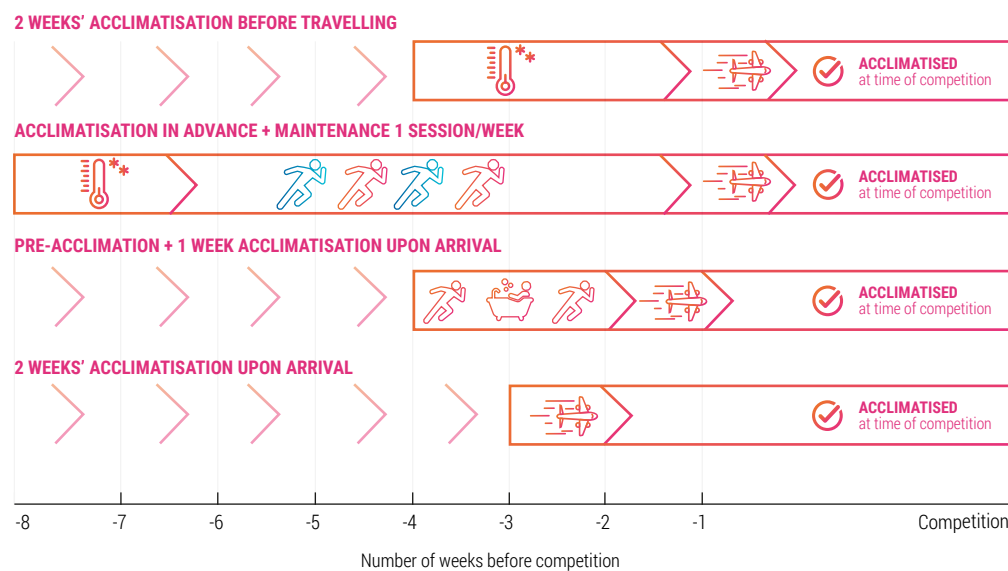 2 WEEKS’ ACCLIMATISATION BEFORE TRAVELLING
ACCLIMATISED
at time of competition
ACCLIMATISATION IN ADVANCE + MAINTENANCE 1 SESSION/WEEK
ACCLIMATISED
at time of competition
PRE-ACCLIMATION + 1 WEEK ACCLIMATISATION UPON ARRIVAL
ACCLIMATISED
at time of competition
2 WEEKS’ ACCLIMATISATION UPON ARRIVAL
ACCLIMATISED
at time of competition
-8 -7 -6 -5 -4 -3 -2 -1 Competition
Number of weeks before competition